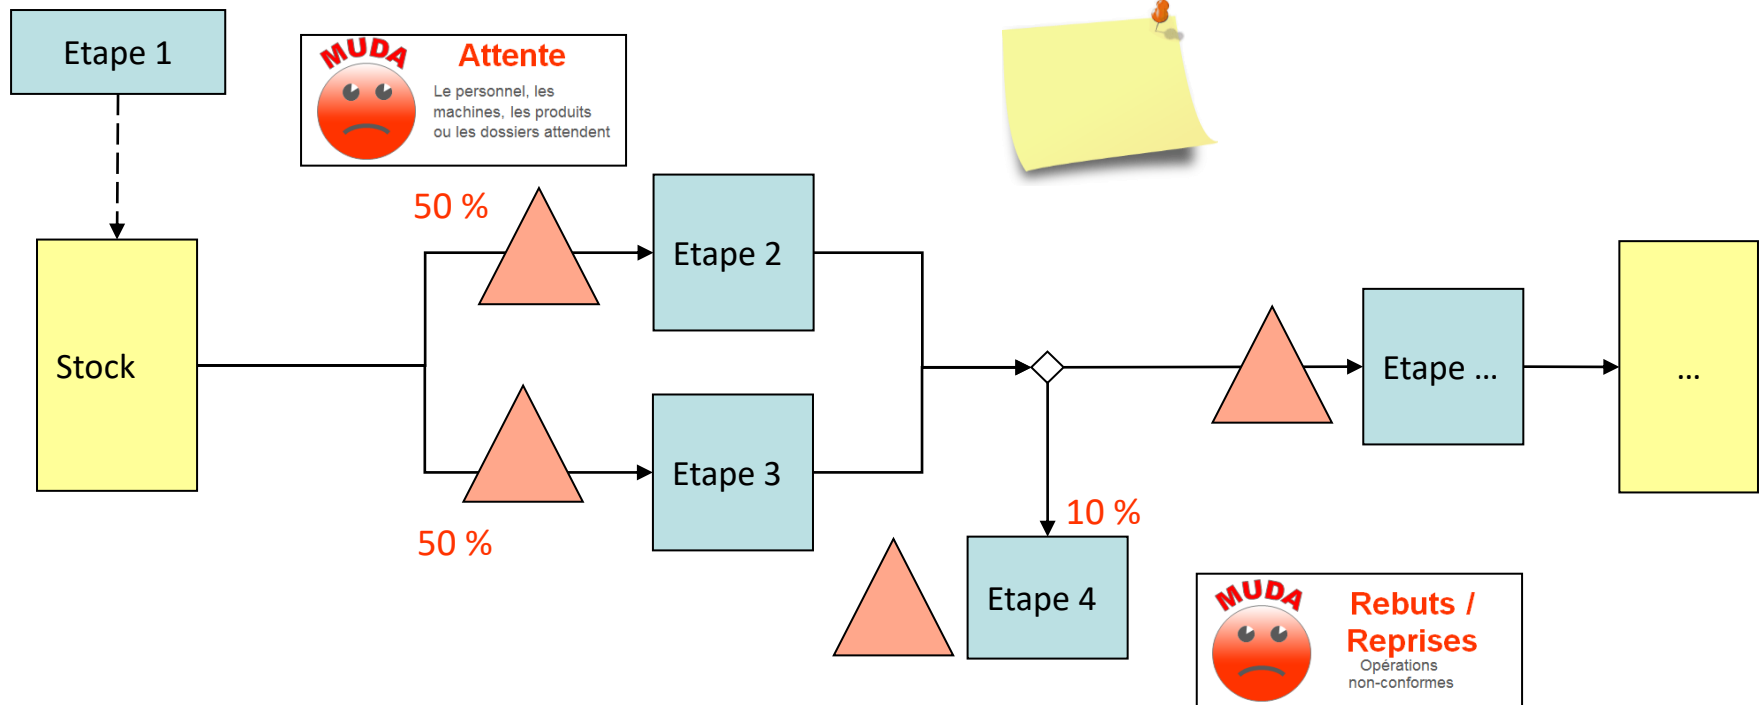 Etape 1
MUDA
Attente
Le personnel, les
machines, les produits
ou les dossiers attendent
50 %
Etape 2
Stock
Etape ...
...
Etape 3
50 %
10 %
Etape 4
MUDA
Rebuts /
Reprises
Opérations
non-conformes